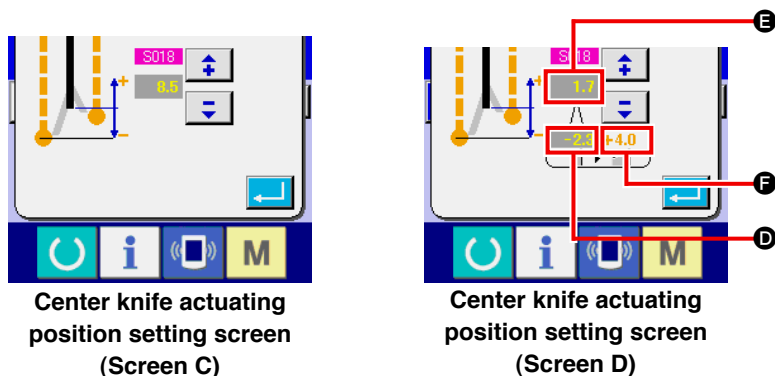 S018
8.5
+
−
i
M
Center knife actuating
position setting screen
(Screen C)
E
S018
1.7
+
−
−2.3 +4.0
F
D
i
M
Center knife actuating
position setting screen
(Screen D)